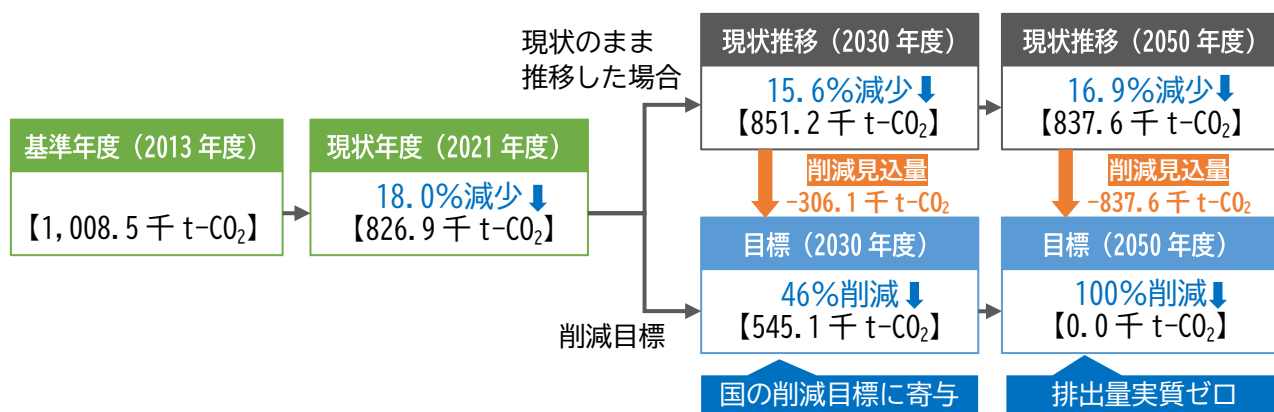 基準年度（2013 年度）
【1,008.5 千 t-CO₂】
現状年度（2021 年度）
18.0%減少
【826.9 千 t-CO₂】
現状のまま
推移した場合
現状推移（2030 年度）
15.6%減少
【851.2 千 t-CO₂】
現状推移（2050 年度）
16.9%減少
【837.6 千 t-CO₂】
削減見込量
-306.1 千 t-CO₂
削減見込量
-837.6 千 t-CO₂
削減目標
目標（2030 年度）
46%削減
【545.1 千 t-CO₂】
国の削減目標に寄与
目標（2050 年度）
100%削減
【0.0 千 t-CO₂】
排出量実質ゼロ